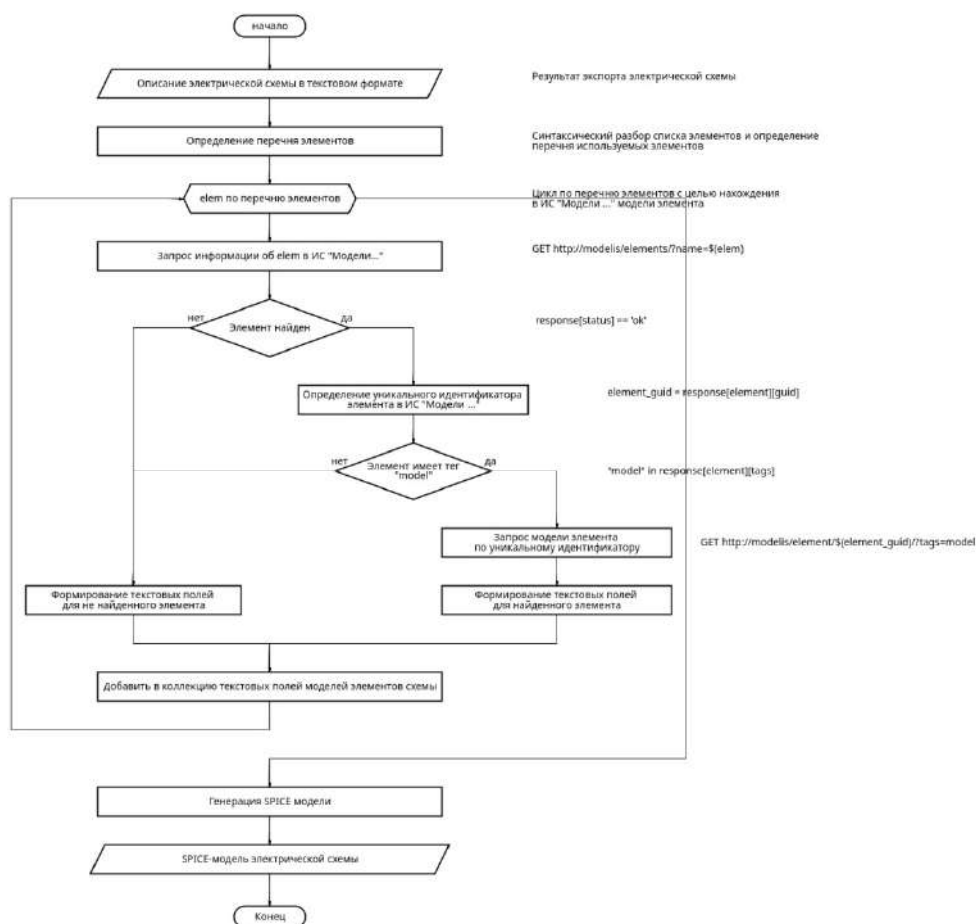 начало
Описание электрической схемы в текстовом формате
Результат экспорта электрической схемы
Определение перечня элементов
Синтаксический разбор списка элементов и определение
перечня используемых элементов
elem по перечню элементов
Цикл по перечню элементов с целью нахождения
в ИС "Модели ..." модели элемента
Запрос информации об elem в ИС "Модели..."
GET http://modelis/elements/?name=$(elem)
нет
да
Элемент найден
response[status] == "ok"
Определение уникального идентификатора
элемента в ИС "Модели ..."
element_guid = response[element][guid]
нет
да
Элемент имеет тег
"model"
"model" in response[element][tags]
Запрос модели элемента
по уникальному идентификатору
GET http://modelis/element/$(element_guid)/?tags=model
Формирование текстовых полей
для не найденного элемента
Формирование текстовых полей
для найденного элемента
Добавить в коллекцию текстовых полей моделей элементов схемы
Генерация SPICE модели
SPICE-модель электрической схемы
Конец